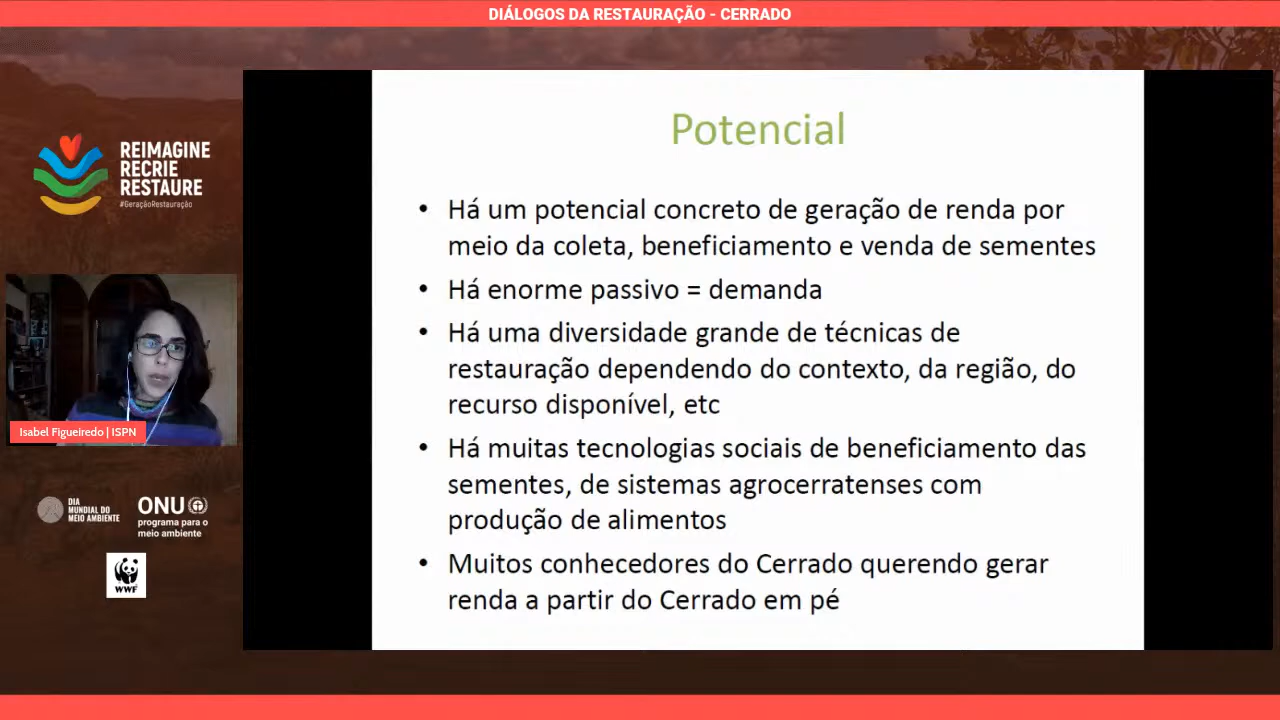 DIÁLOGOS DA RESTAURAÇÃO - CERRADO
REIMAGINE
RECRIE
RESTAURE
#GeraçãoRestauração
Isabel Figueiredo | ISPN
DIA
MUNDIAL DO
MEIO AMBIENTE
ONU
programa para o
meio ambiente
WWF
Potencial
• Há um potencial concreto de geração de renda por
meio da coleta, beneficiamento e venda de sementes
• Há enorme passivo = demanda
• Há uma diversidade grande de técnicas de
restauração dependendo do contexto, da região, do
recurso disponível, etc
• Há muitas tecnologias sociais de beneficiamento das
sementes, de sistemas agrocerratenses com
produção de alimentos
• Muitos conhecedores do Cerrado querendo gerar
renda a partir do Cerrado em pé